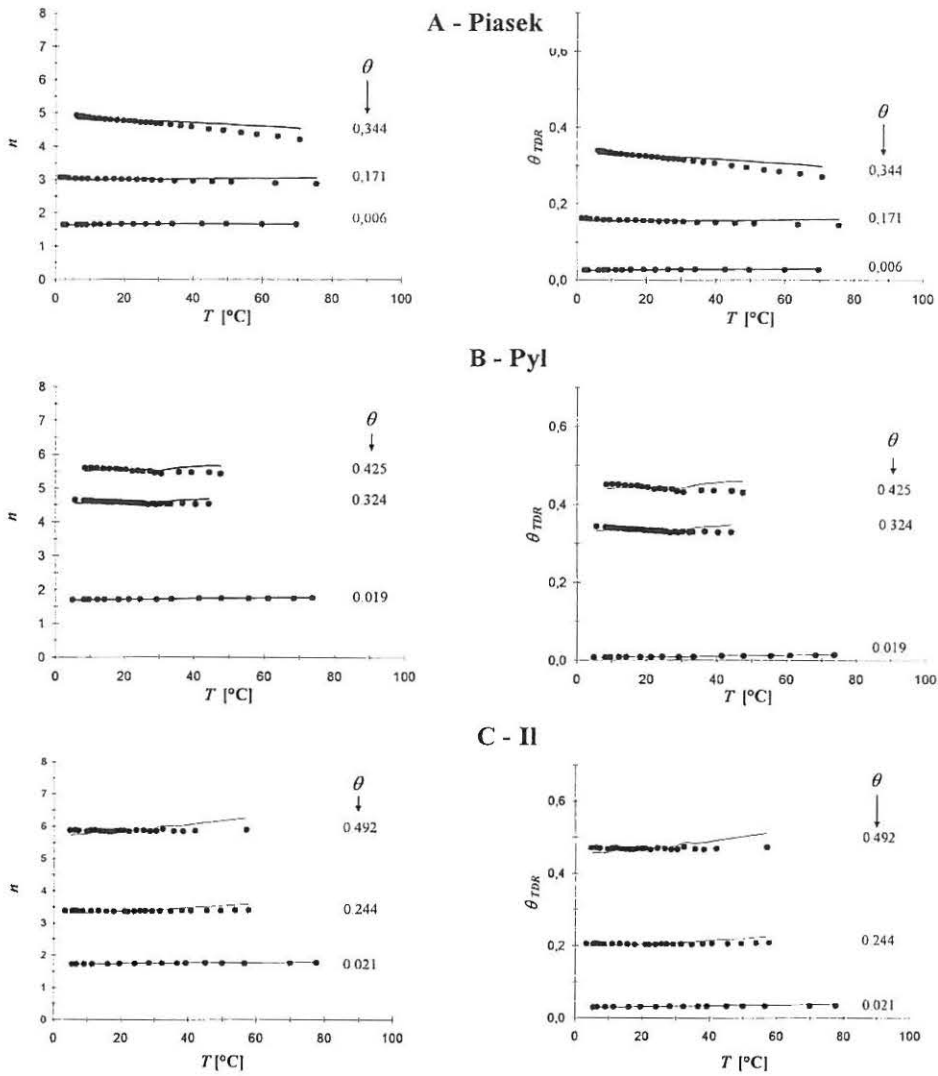 A - Piasek
8
7
6
5
4
3
2
1
0
n
θ
0,344
0,171
0,006
0 20 40 60 80 100
T [°C]
0,6
0,4
0,2
0,0
θ TDR
θ
0,344
0,171
0,006
0 20 40 60 80 100
T [°C]
B - Pyl
8
7
6
5
4
3
2
1
0
n
θ
0.425
0.324
0.019
0 20 40 60 80 100
T [°C]
0,6
0,4
0,2
0,0
θ TDR
θ
0.425
0.324
0.019
0 20 40 60 80 100
T [°C]
C - Il
8
7
6
5
4
3
2
1
0
n
θ
0.492
0.244
0.021
0 20 40 60 80 100
T [°C]
0,6
0,4
0,2
0,0
θ TDR
θ
0.492
0.244
0.021
0 20 40 60 80 100
T [°C]